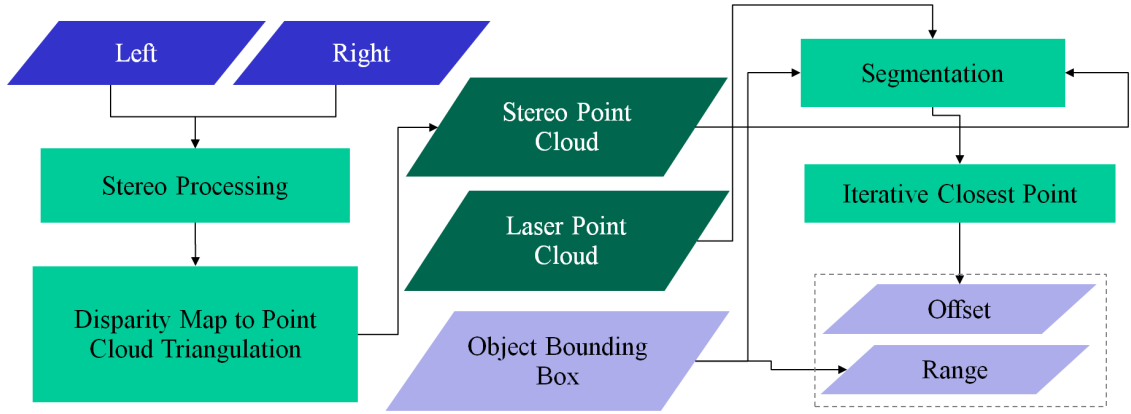 Left
Right
Stereo Processing
Disparity Map to Point
Cloud Triangulation
Stereo Point
Cloud
Laser Point
Cloud
Object Bounding
Box
Segmentation
Iterative Closest Point
Offset
Range